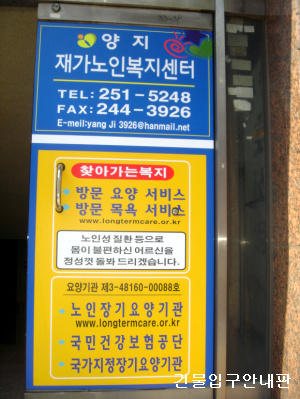 양지
재가노인복지센터
TEL: 251-5248
FAX: 244-3926
E-meil:yang Ji 3926@hanmail.net
찾아가는복지
· 방문 요양 서비스
· 방문 목욕 서비스
www.longtermcare.or.kr
노인성 질환 등으로
몸이 불편하신 어르신을
정성껏 돌봐 드리겠습니다.
요양기관 제3-48160-00088호
· 노인장기요양기관
www.longtermcare.or.kr
· 국민건강보험공단
· 국가지정장기요양기관
건물입구안내판